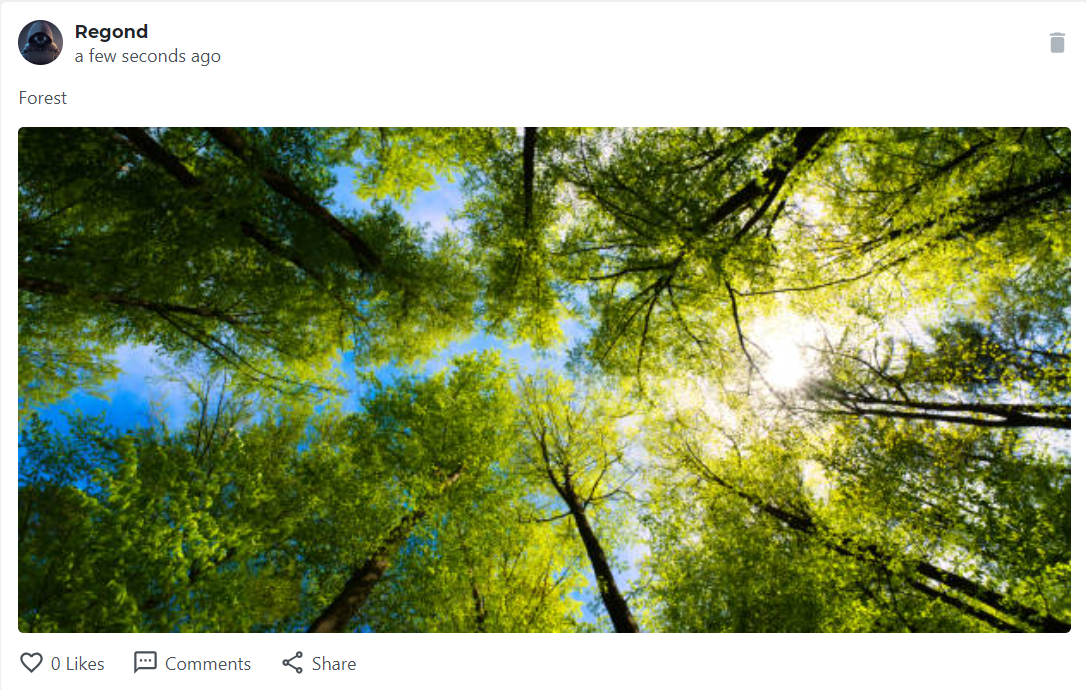 Regond
a few seconds ago
Forest
0 Likes Comments Share